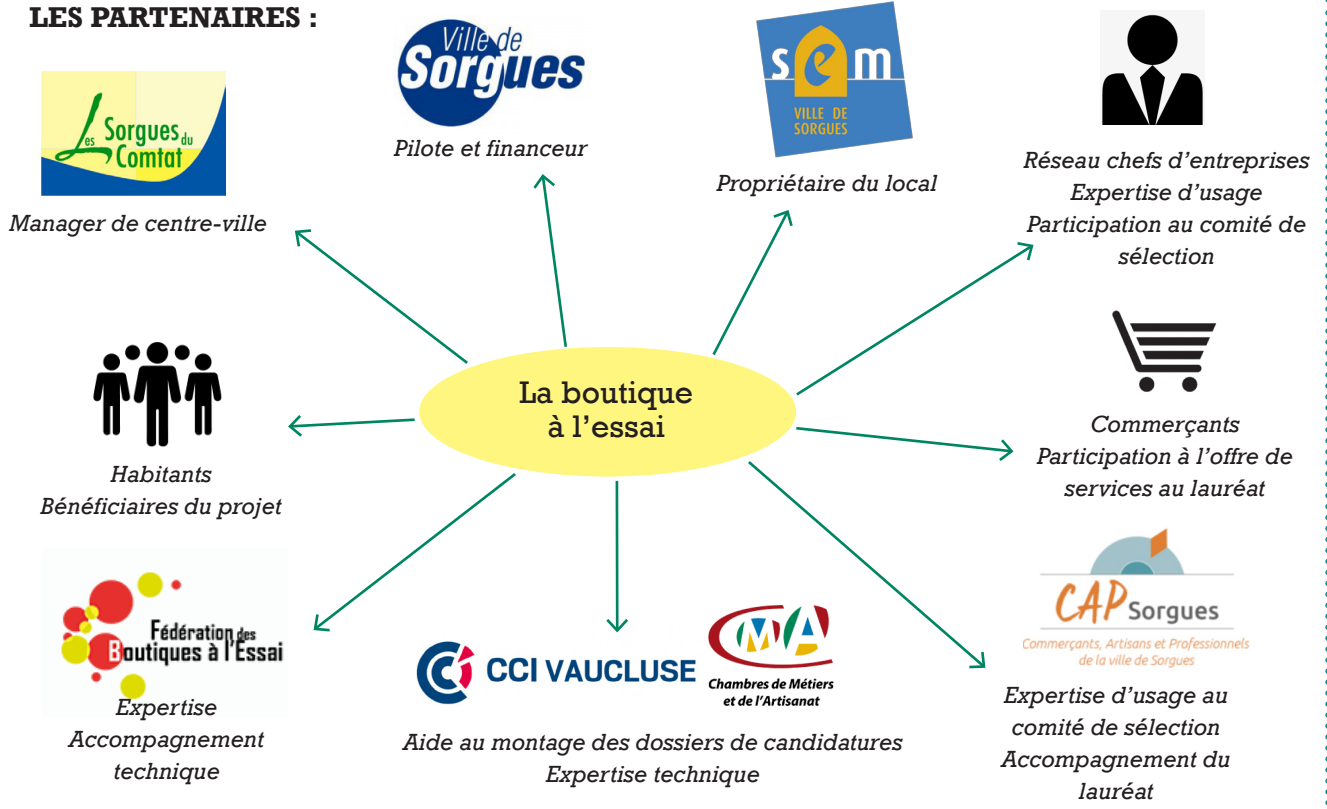 LES PARTENAIRES :
Ville de
Sorgues
Pilote et financeur
sem
VILLE DE
SORGUES
Propriétaire du local
Réseau chefs d'entreprises
Expertise d'usage
Participation au comité de
sélection
Les Sorgues du
Comtat
Manager de centre-ville
La boutique
à l'essai
Habitants
Bénéficiaires du projet
Commerçants
Participation à l'offre de
services au lauréat
Fédération des
Boutiques à l'Essai
Expertise
Accompagnement
technique
CCI VAUCLUSE
CMA
Chambres de Métiers
et de l'Artisanat
Aide au montage des dossiers de candidatures
Expertise technique
CAP Sorgues
Commerçants, Artisans et Professionnels
de la ville de Sorgues
Expertise d'usage au
comité de sélection
Accompagnement du
lauréat